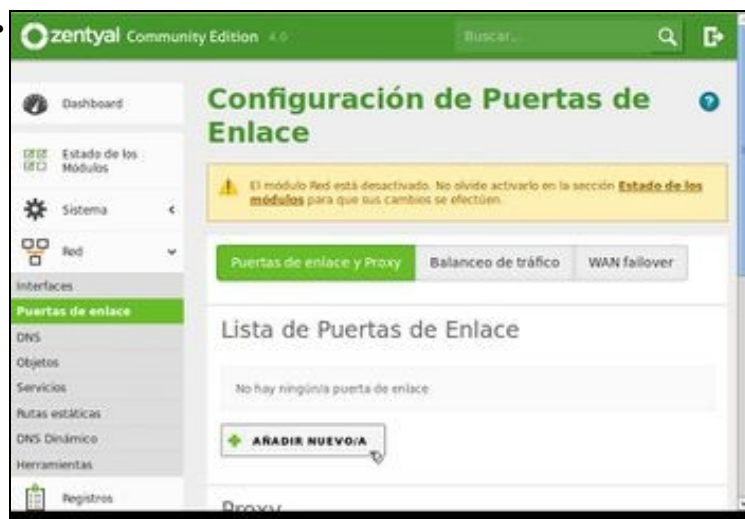 zentyal Community Edition 4.0
Buscar...
Dashboard
Estado de los
Módulos
Sistema
Red
Interfaces
Puertas de enlace
DNS
Objetos
Servicios
Rutas estáticas
DNS Dinámico
Herramientas
Registros
Configuración de Puertas de
Enlace
El módulo Red está desactivado. No olvide activarlo en la sección Estado de los
módulos para que sus cambios se efectúen.
Puertas de enlace y Proxy
Balanceo de tráfico
WAN failover
Lista de Puertas de Enlace
No hay ningún/a puerta de enlace
AÑADIR NUEVO/A
Proxy